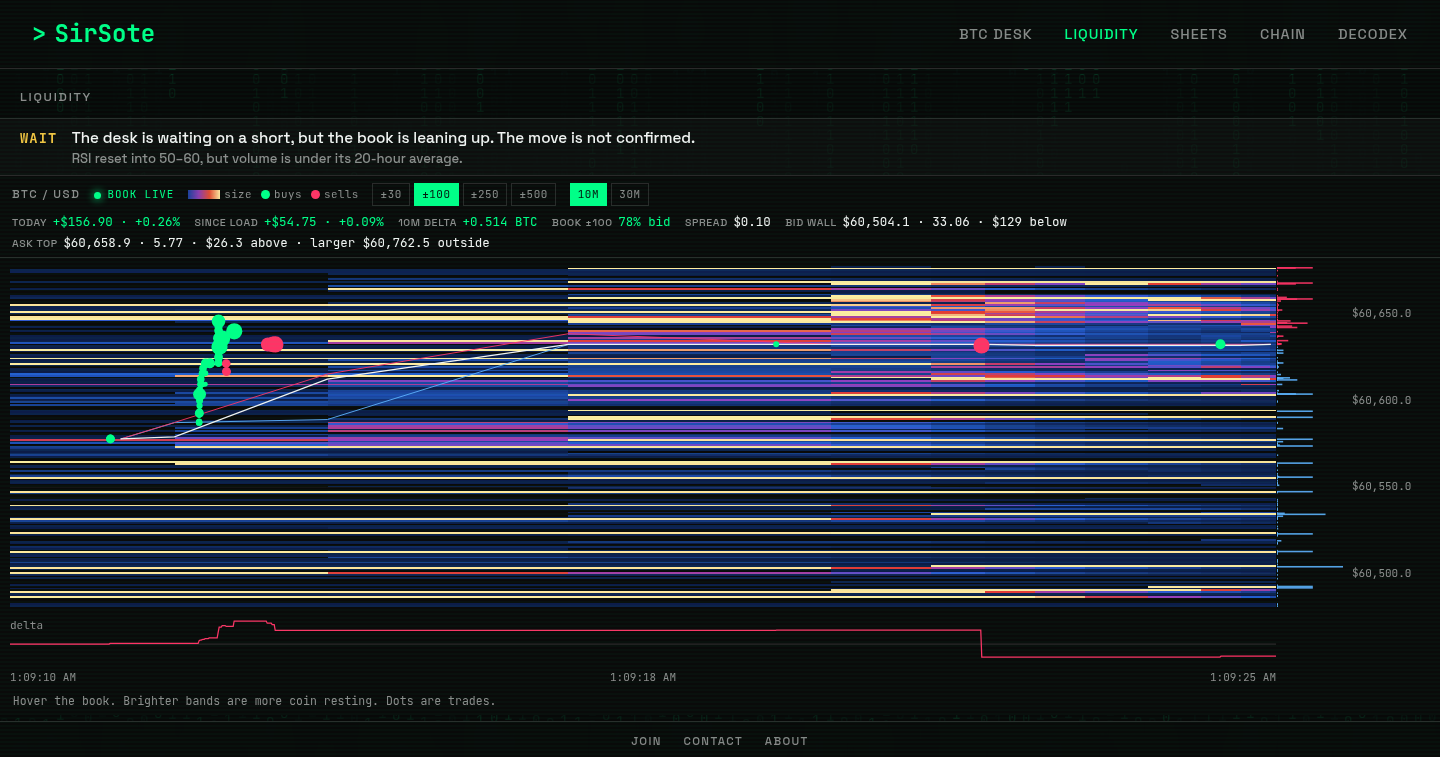 > SirSote
BTC DESK LIQUIDITY SHEETS CHAIN DECODEX
LIQUIDITY
WAIT The desk is waiting on a short, but the book is leaning up. The move is not confirmed.
RSI reset into 50–60, but volume is under its 20-hour average.
BTC / USD BOOK LIVE size buys sells ±30 ±100 ±250 ±500 10M 30M
TODAY +$156.90 · +0.26% SINCE LOAD +$54.75 · +0.09% 10M DELTA +0.514 BTC BOOK ±100 78% bid SPREAD $0.10 BID WALL $60,504.1 · 33.06 · $129 below
ASK TOP $60,658.9 · 5.77 · $26.3 above · larger $60,762.5 outside
$60,650.0
$60,600.0
$60,550.0
$60,500.0
delta
1:09:10 AM 1:09:18 AM 1:09:25 AM
Hover the book. Brighter bands are more coin resting. Dots are trades.
JOIN CONTACT ABOUT